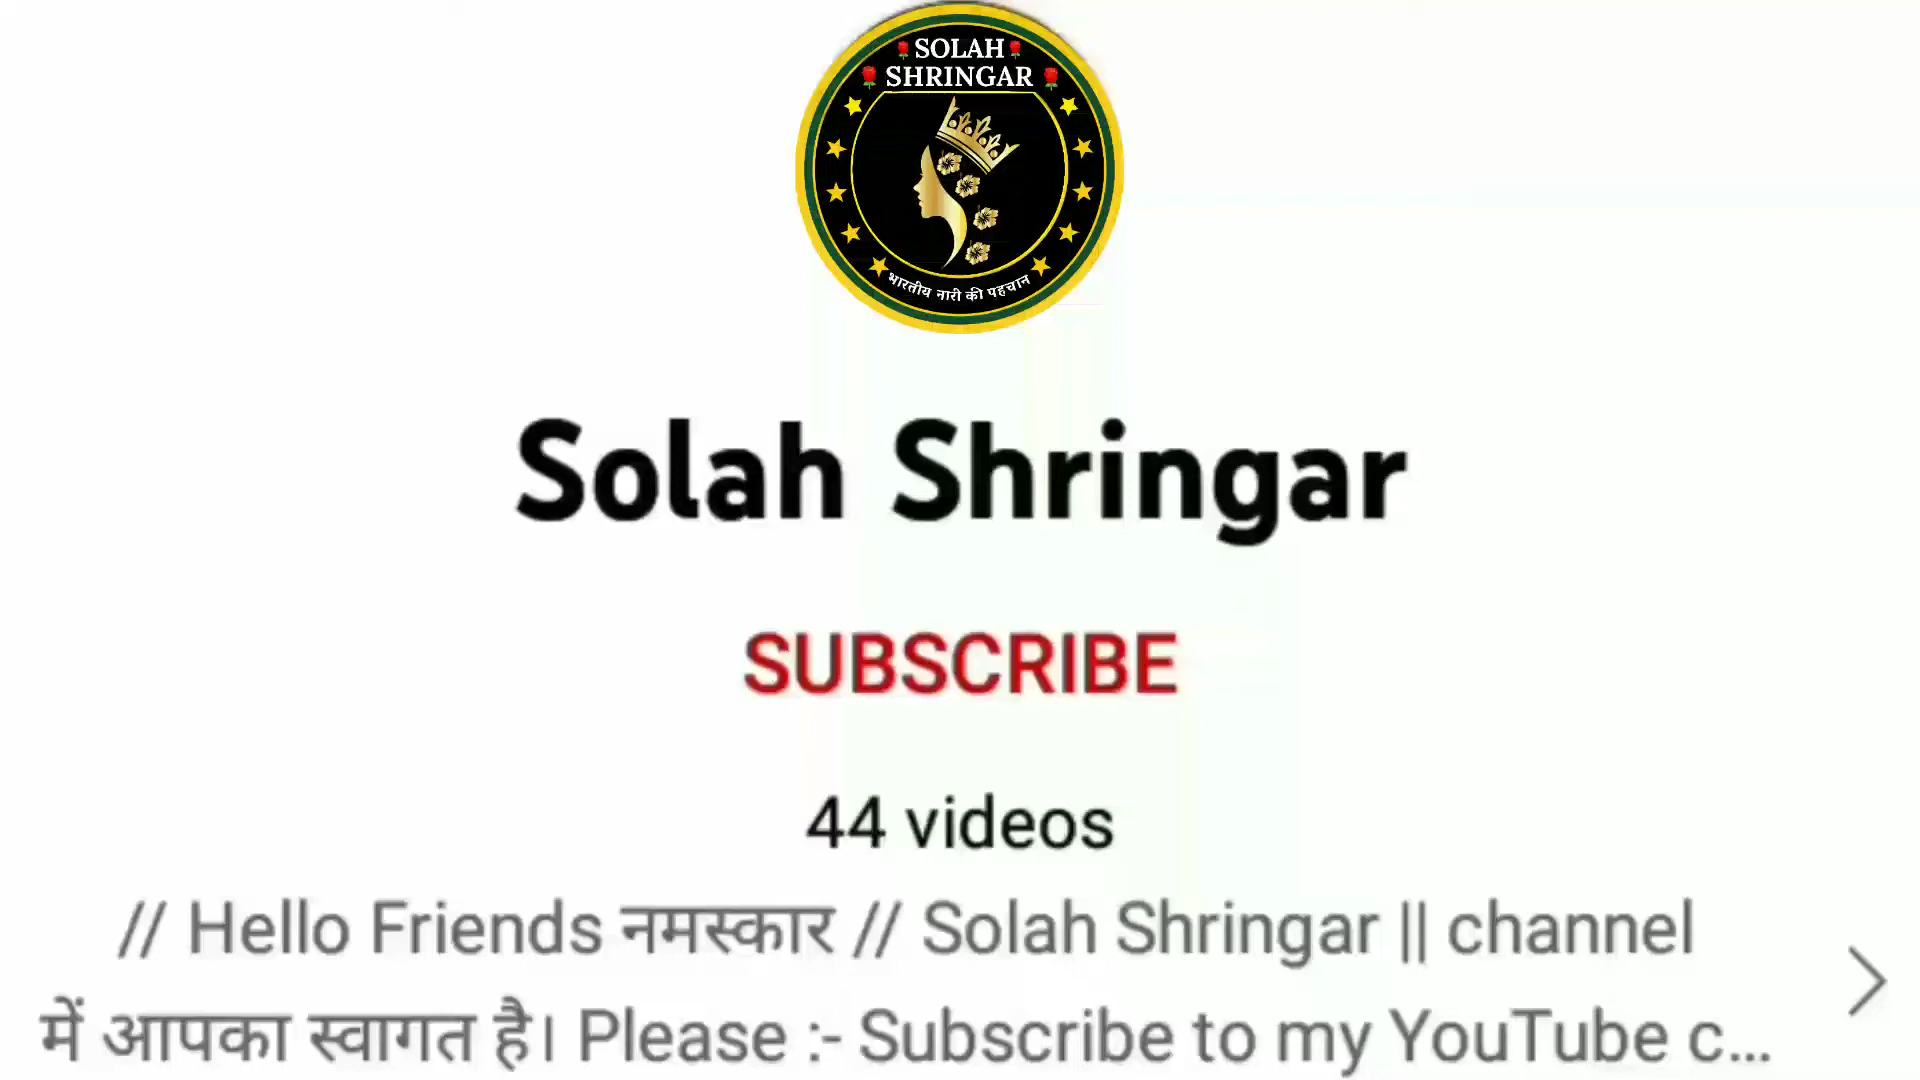 SOLAH
SHRINGAR
भारतीय नारी की पहचान
Solah Shringar
SUBSCRIBE
44 videos
// Hello Friends नमस्कार // Solah Shringar || channel
में आपका स्वागत है। Please :- Subscribe to my YouTube c...